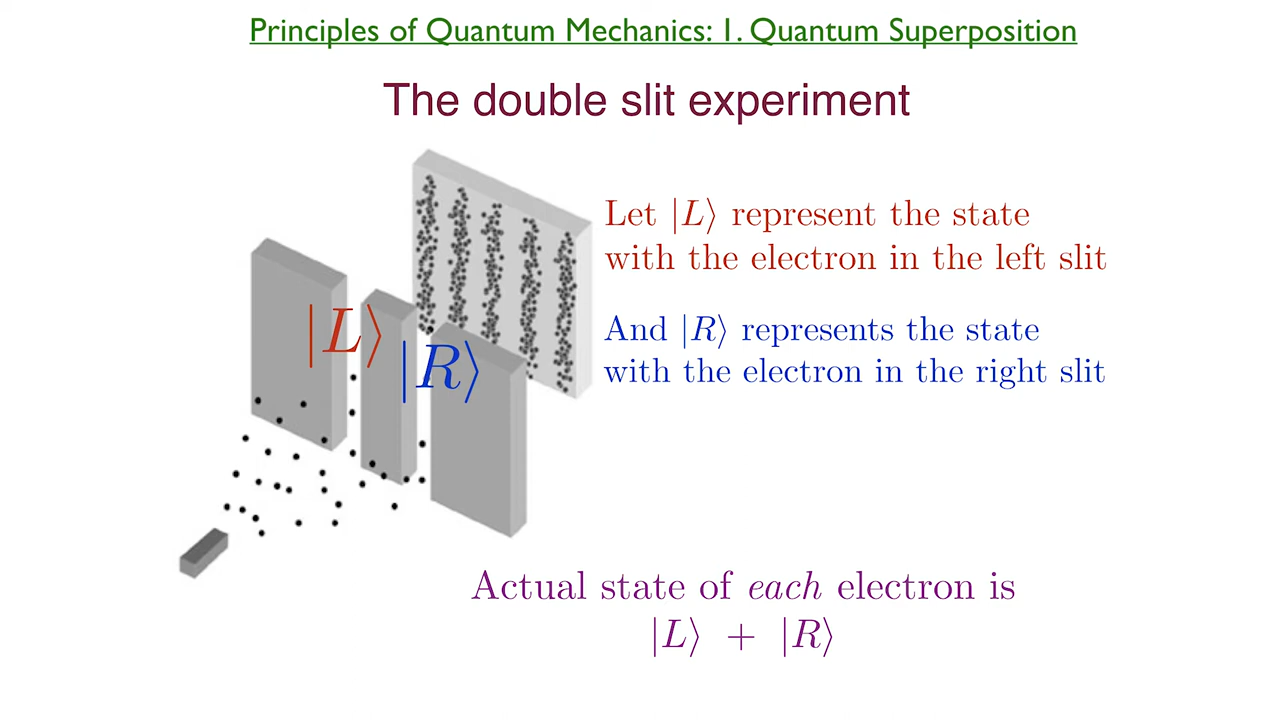 Principles of Quantum Mechanics: 1. Quantum Superposition
The double slit experiment
Let |L⟩ represent the state
with the electron in the left slit
And |R⟩ represents the state
with the electron in the right slit
|L⟩
|R⟩
Actual state of each electron is
|L⟩ + |R⟩